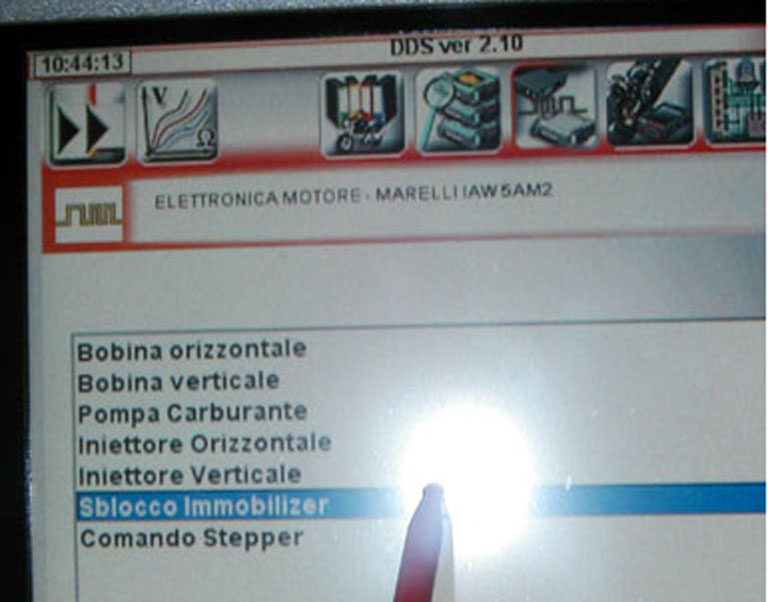 DDS ver 2.10
10:44:13
V
Ω
ELETTRONICA MOTORE - MARELLI IAW 5AM2
Bobina orizzontale
Bobina verticale
Pompa Carburante
Iniettore Orizzontale
Iniettore Verticale
Sblocco Immobilizer
Comando Stepper